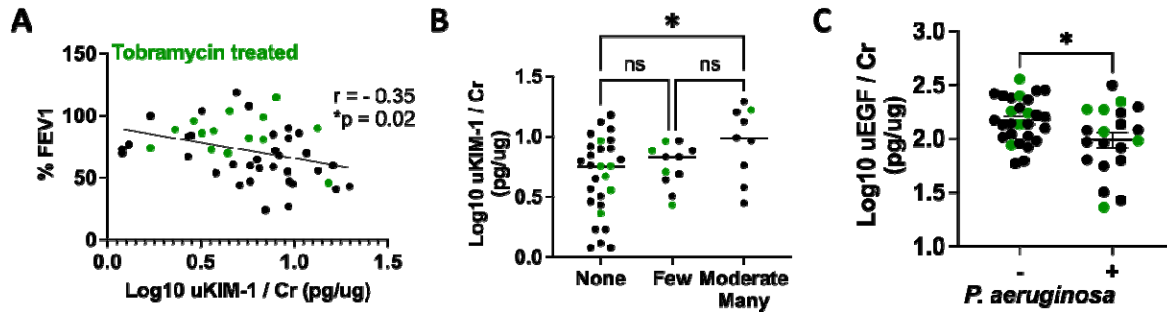 A
Tobramycin treated
r = - 0.35
*p = 0.02
% FEV1
150
100
50
0
0.0 0.5 1.0 1.5
Log10 uKIM-1 / Cr (pg/ug)
B
*
ns ns
Log10 uKIM-1 / Cr
(pg/ug)
1.5
1.0
0.5
0.0
None Few Moderate
Many
C
*
Log10 uEGF / Cr
(pg/ug)
3.0
2.5
2.0
1.5
1.0
- +
P. aeruginosa